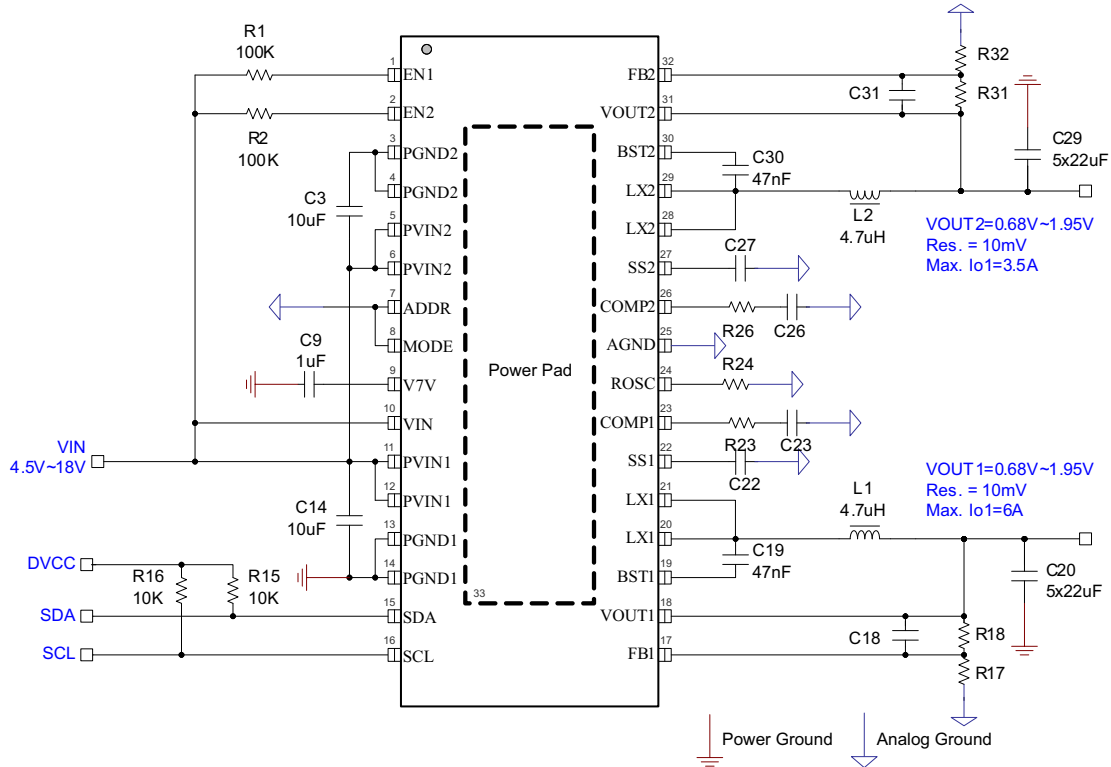 R1
100K
R2
100K
1
EN1
2
EN2
3
PGND2
4
PGND2
5
PVIN2
6
PVIN2
7
ADDR
8
MODE
9
V7V
10
VIN
11
PVIN1
12
PVIN1
13
PGND1
14
PGND1
15
SDA
16
SCL
C3
10uF
C9
1uF
VIN
4.5V~18V
C14
10uF
DVCC
R16
10K
R15
10K
SDA
SCL
Power Pad
33
32
FB2
31
VOUT2
30
BST2
29
LX2
28
LX2
27
SS2
26
COMP2
25
AGND
24
ROSC
23
COMP1
22
SS1
21
LX1
20
LX1
19
BST1
18
VOUT1
17
FB1
R32
R31
C31
C29
5x22uF
C30
47nF
L2
4.7uH
VOUT2=0.68V~1.95V
Res. = 10mV
Max. Io1=3.5A
C27
R26
C26
R24
R23
C23
C22
VOUT1=0.68V~1.95V
Res. = 10mV
Max. Io1=6A
L1
4.7uH
C19
47nF
C20
5x22uF
C18
R18
R17
Power Ground
Analog Ground